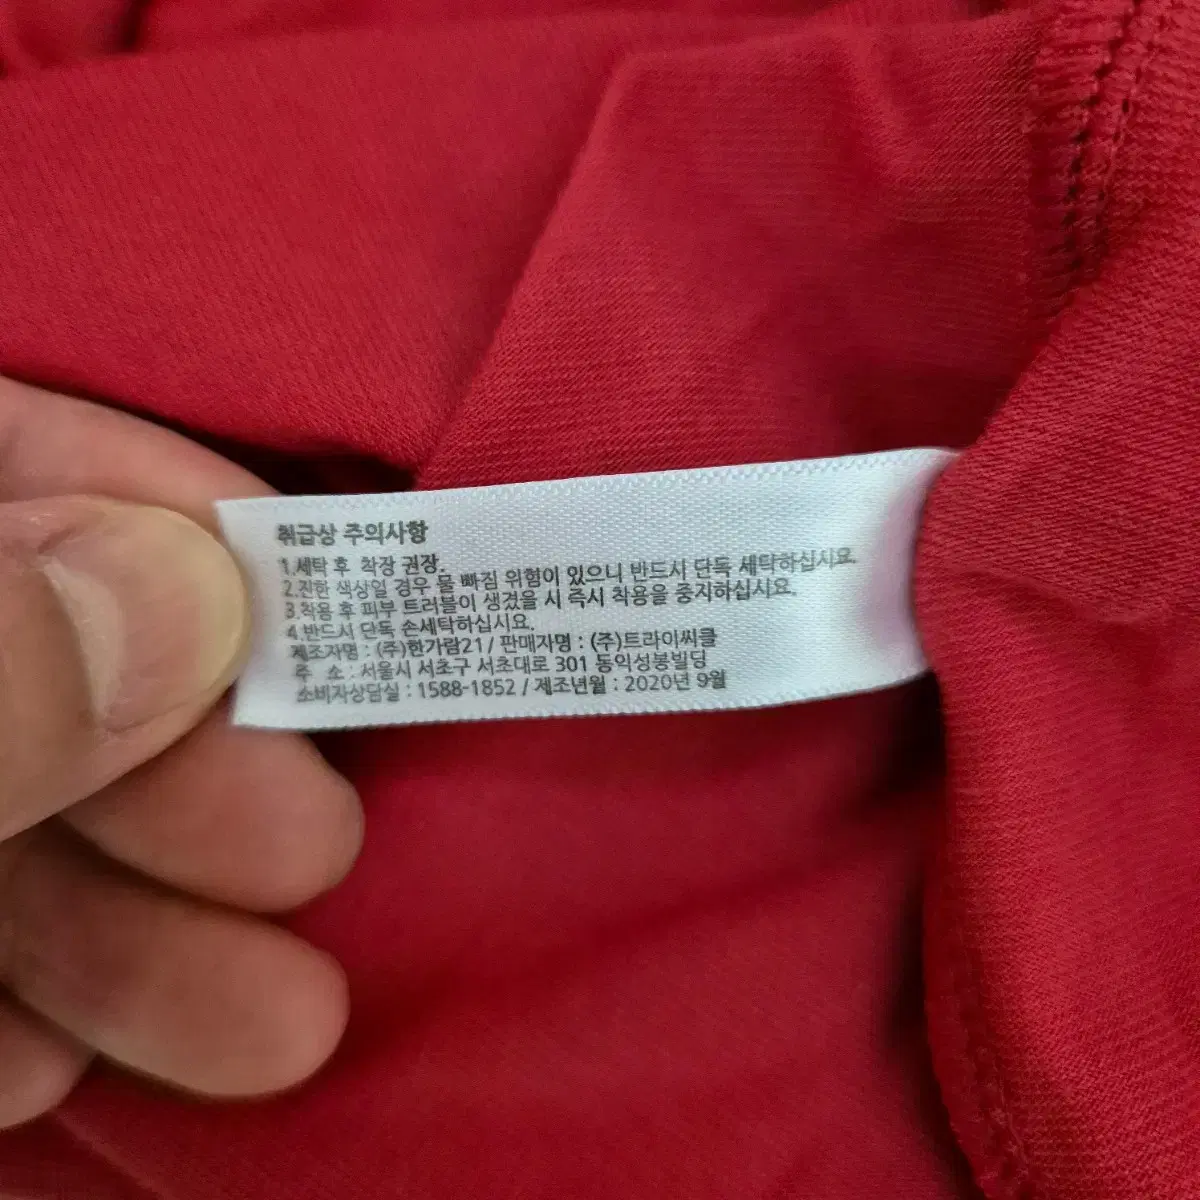 취급상 주의사항
1.세탁 후 착장 권장.
2.진한 색상일 경우 물 빠짐 위험이 있으니 반드시 단독 세탁하십시요.
3.착용 후 피부 트러블이 생겼을 시 즉시 착용을 중지하십시요.
4.반드시 단독 손세탁하십시요.
제조자명 : (주)한가람21 / 판매자명 : (주)트라이씨클
주 소 : 서울시 서초구 서초대로 301 동익성봉빌딩
소비자상담실 : 1588-1852 / 제조년월 : 2020년 9월